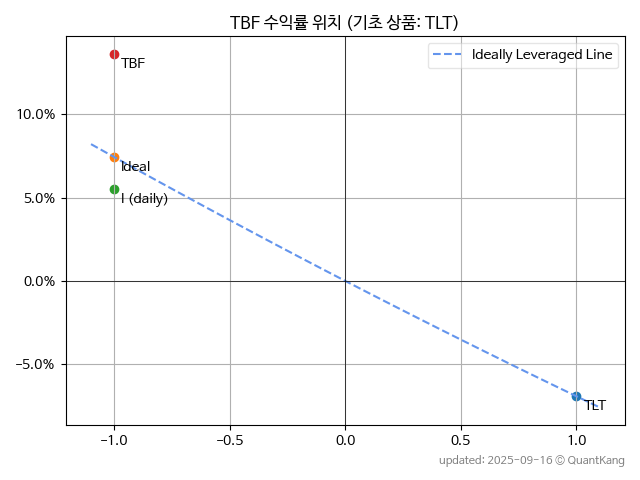 TBF 수익률 위치 (기초 상품: TLT)
Ideally Leveraged Line
TBF
10.0%
Ideal
5.0%
I (daily)
0.0%
−5.0%
TLT
−1.0
−0.5
0.0
0.5
1.0
updated: 2025-09-16 © QuantKang